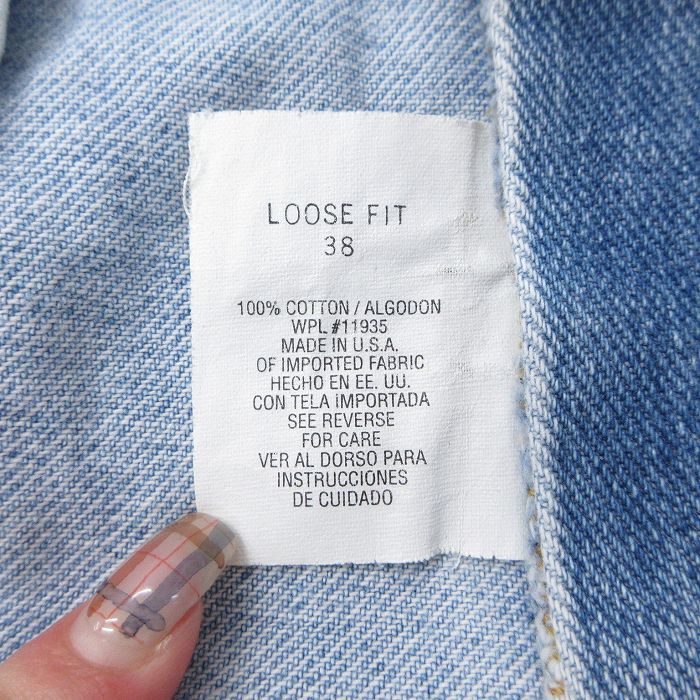 LOOSE FIT
38
100% COTTON / ALGODON
WPL #11935
MADE IN U.S.A.
OF IMPORTED FABRIC
HECHO EN EE. UU.
CON TELA IMPORTADA
SEE REVERSE
FOR CARE
VER AL DORSO PARA
INSTRUCCIONES
DE CUIDADO